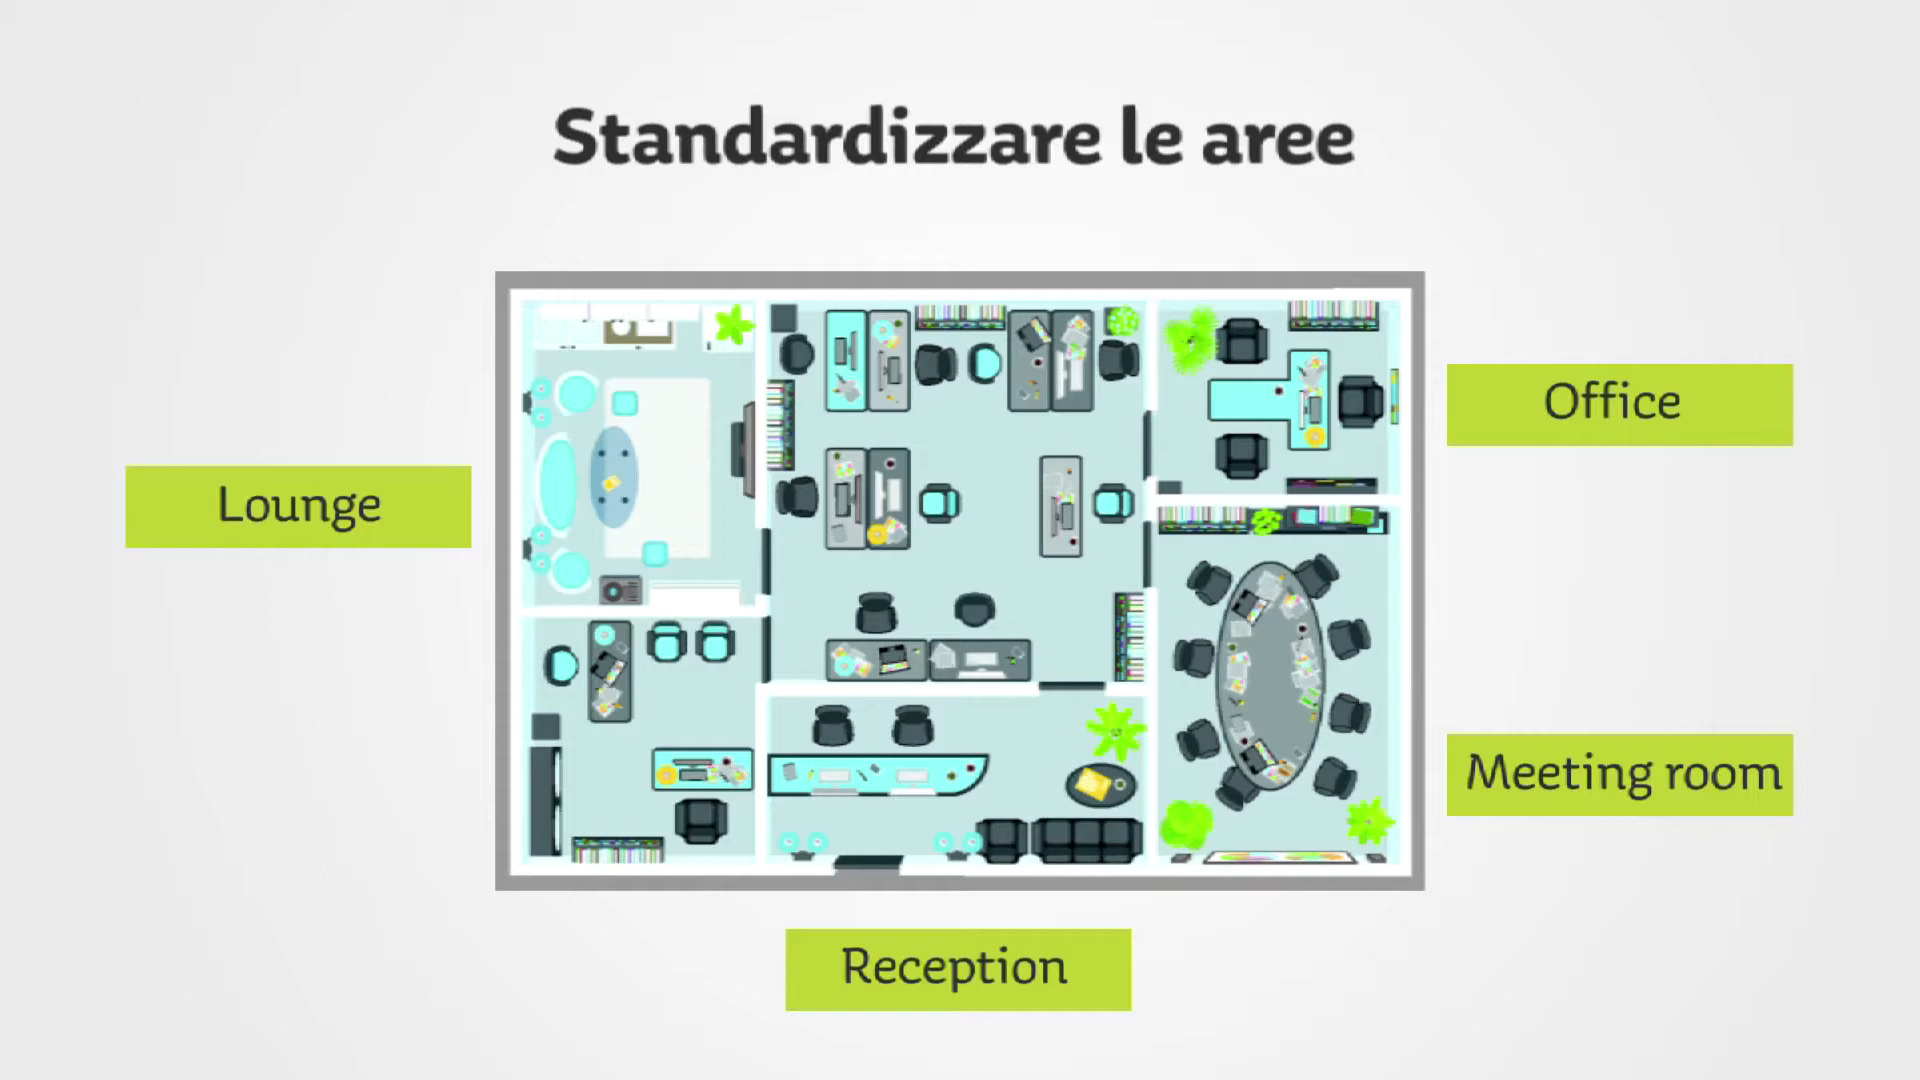 Standardizzare le aree
Office
Lounge
Meeting room
Reception